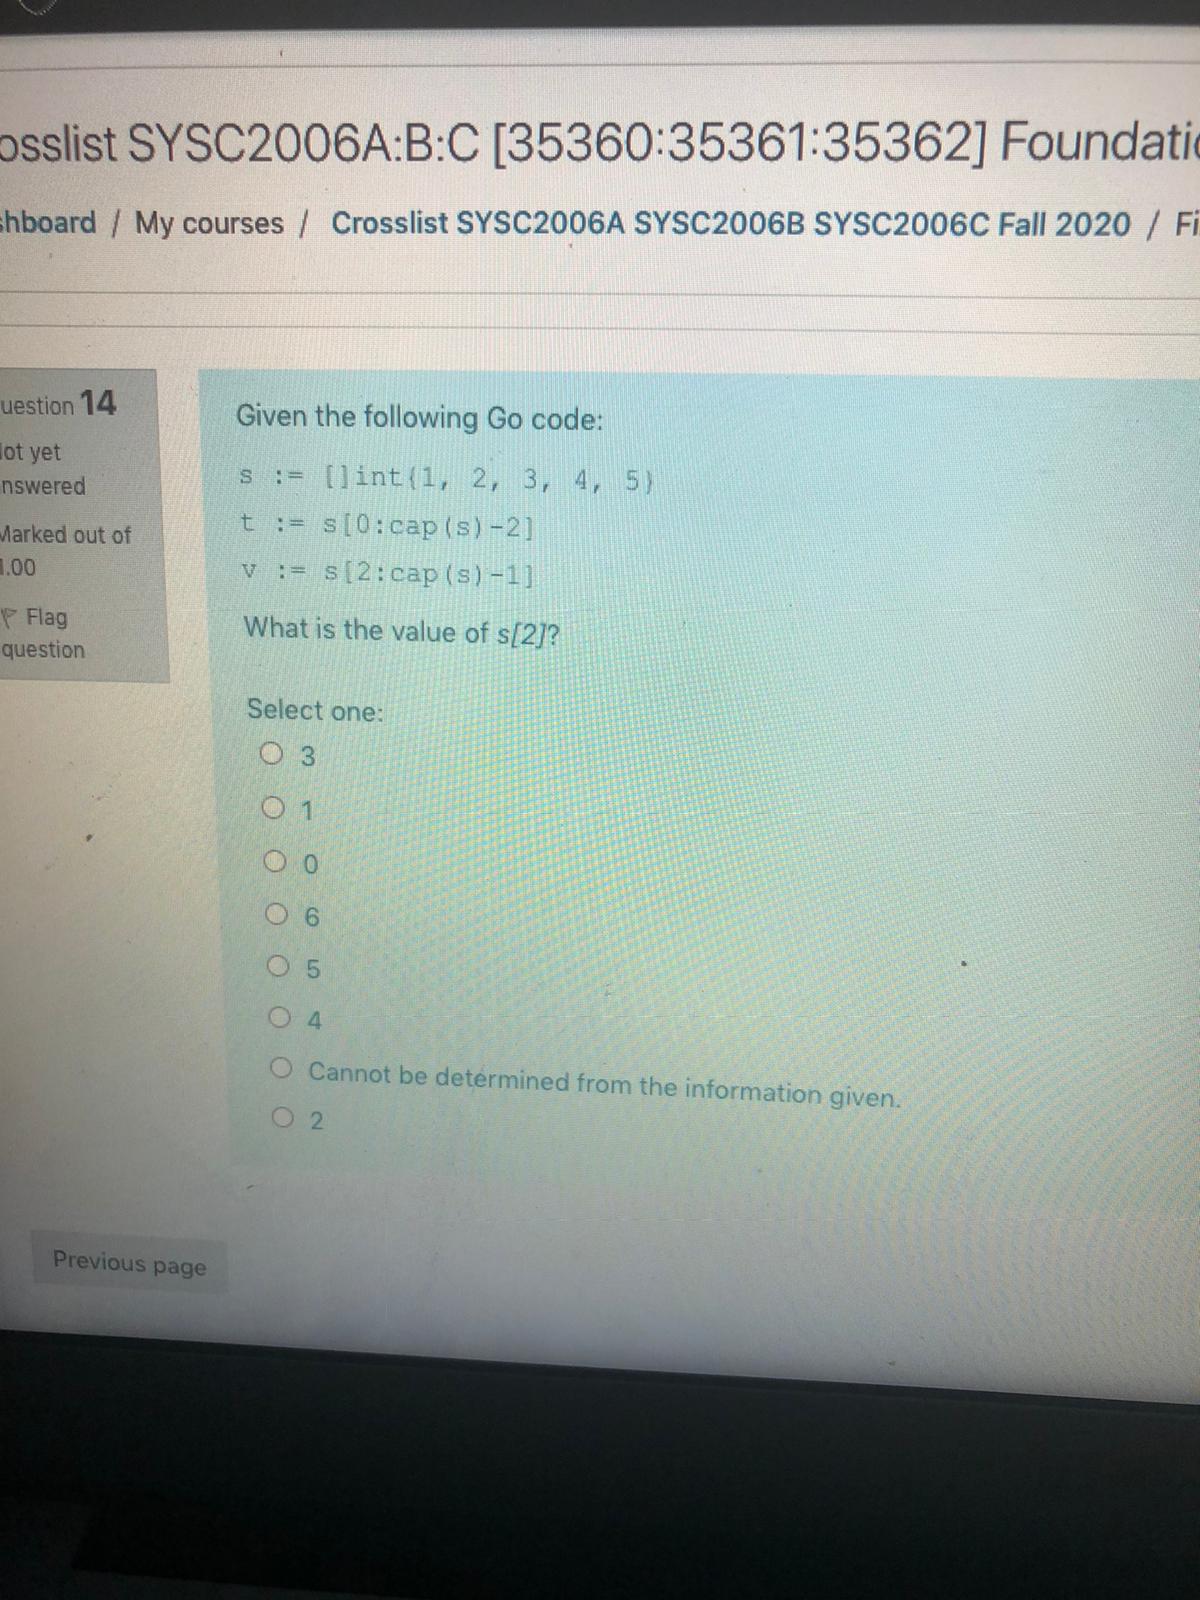 osslist SYSC2006A:B:C [35360:35361:35362] Foundatio
hboard / My courses / Crosslist SYSC2006A SYSC2006B SYSC2006C Fall 2020 / Fi
uestion 14
ot yet
nswered
Marked out of
1.00
Flag
question
Given the following Go code:
s := []int{1, 2, 3, 4, 5}
t := s[0:cap(s)-2]
v := s[2:cap(s)-1]
What is the value of s[2]?
Select one:
3
1
0
6
5
4
Cannot be determined from the information given.
2
Previous page